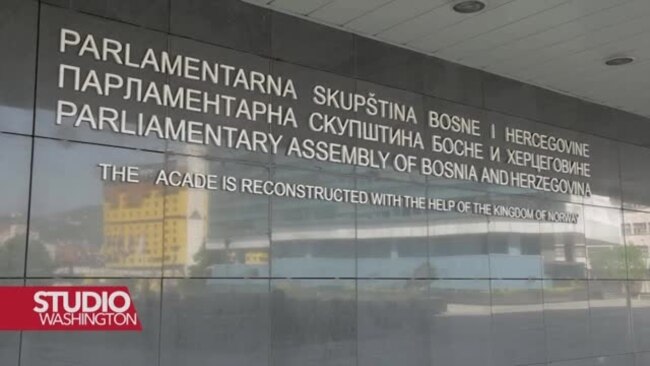 PARLAMENTARNA SKUPŠTINA BOSNE I HERCEGOVINE
ПАРЛАМЕНТАРНА СКУПШТИНА БОСНЕ И ХЕРЦЕГОВИНЕ
PARLIAMENTARY ASSEMBLY OF BOSNIA AND HERZEGOVINA
THE ACADE IS RECONSTRUCTED WITH THE HELP OF THE KINGDOM OF NORWAY
STUDIO
WASHINGTON